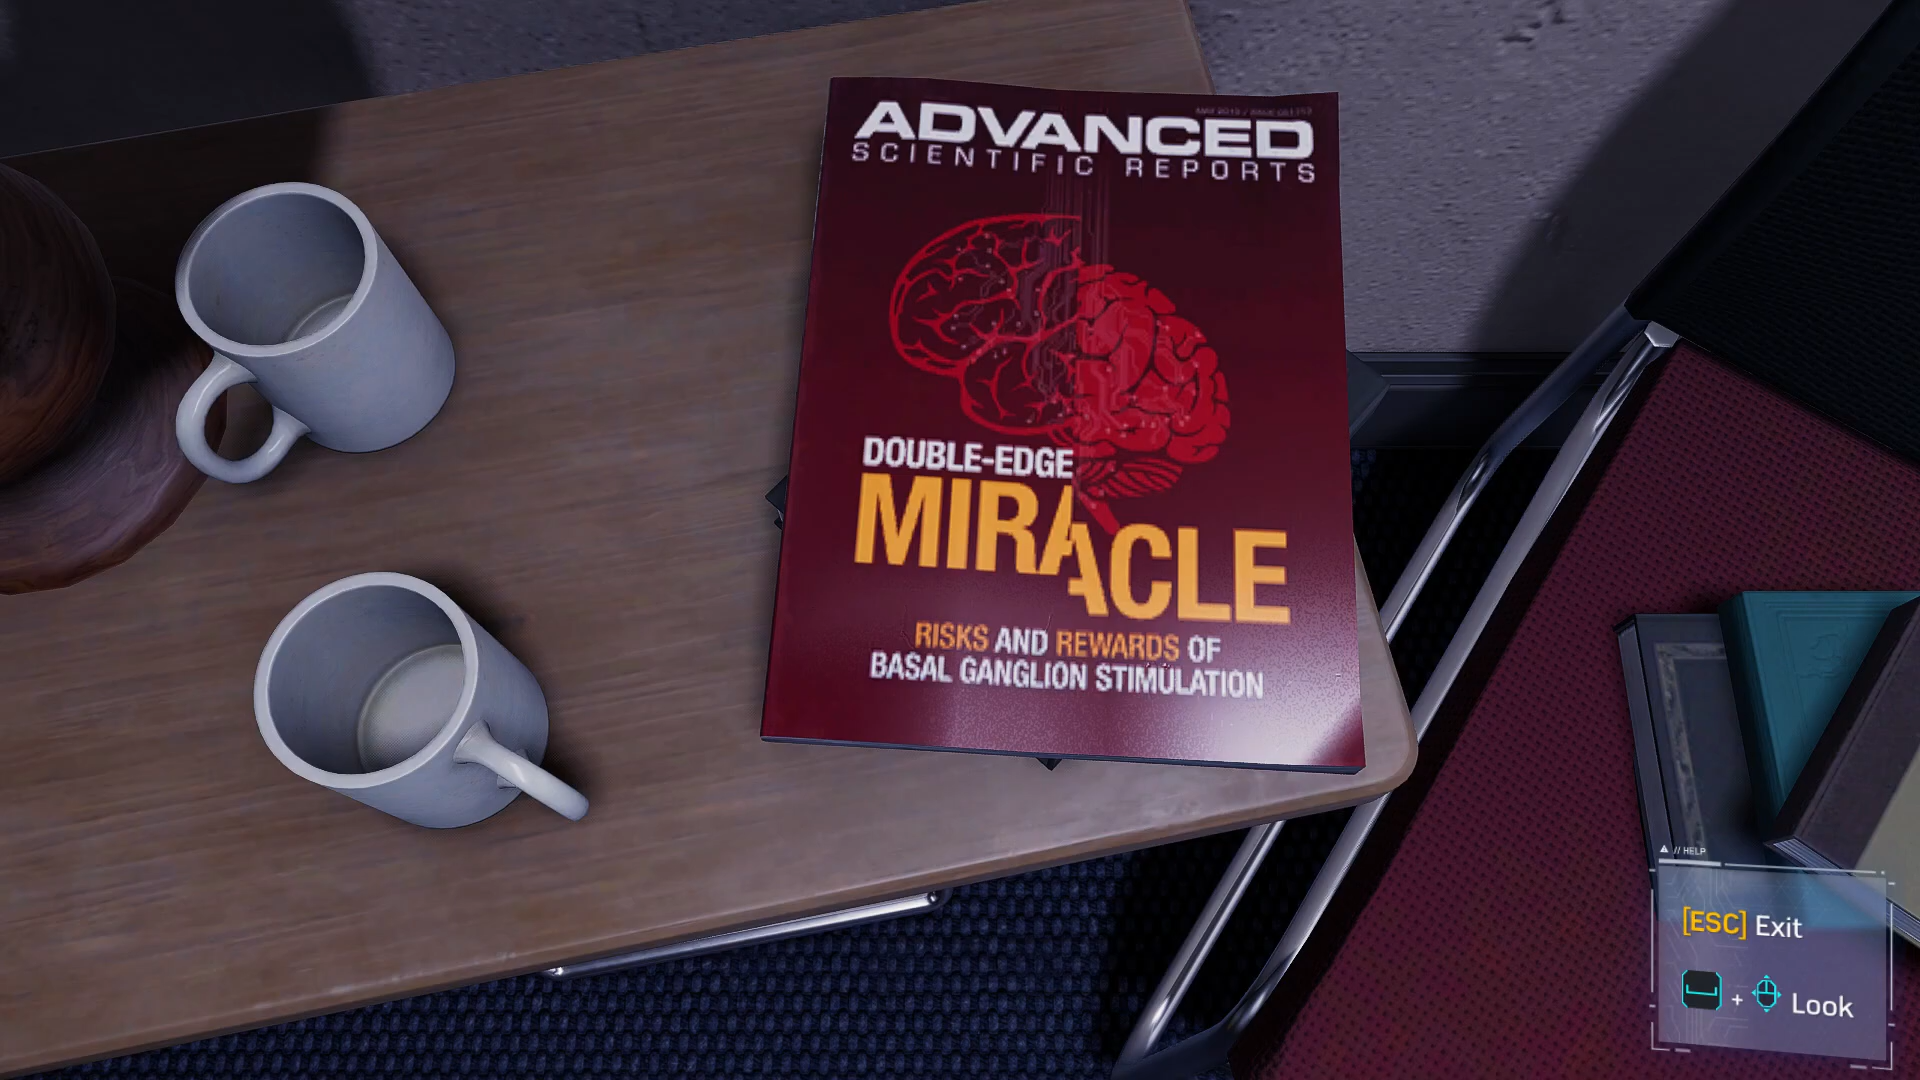 ADVANCED
SCIENTIFIC REPORTS
DOUBLE-EDGE
MIRACLE
RISKS AND REWARDS OF
BASAL GANGLION STIMULATION
// HELP
[ESC] Exit
+ Look